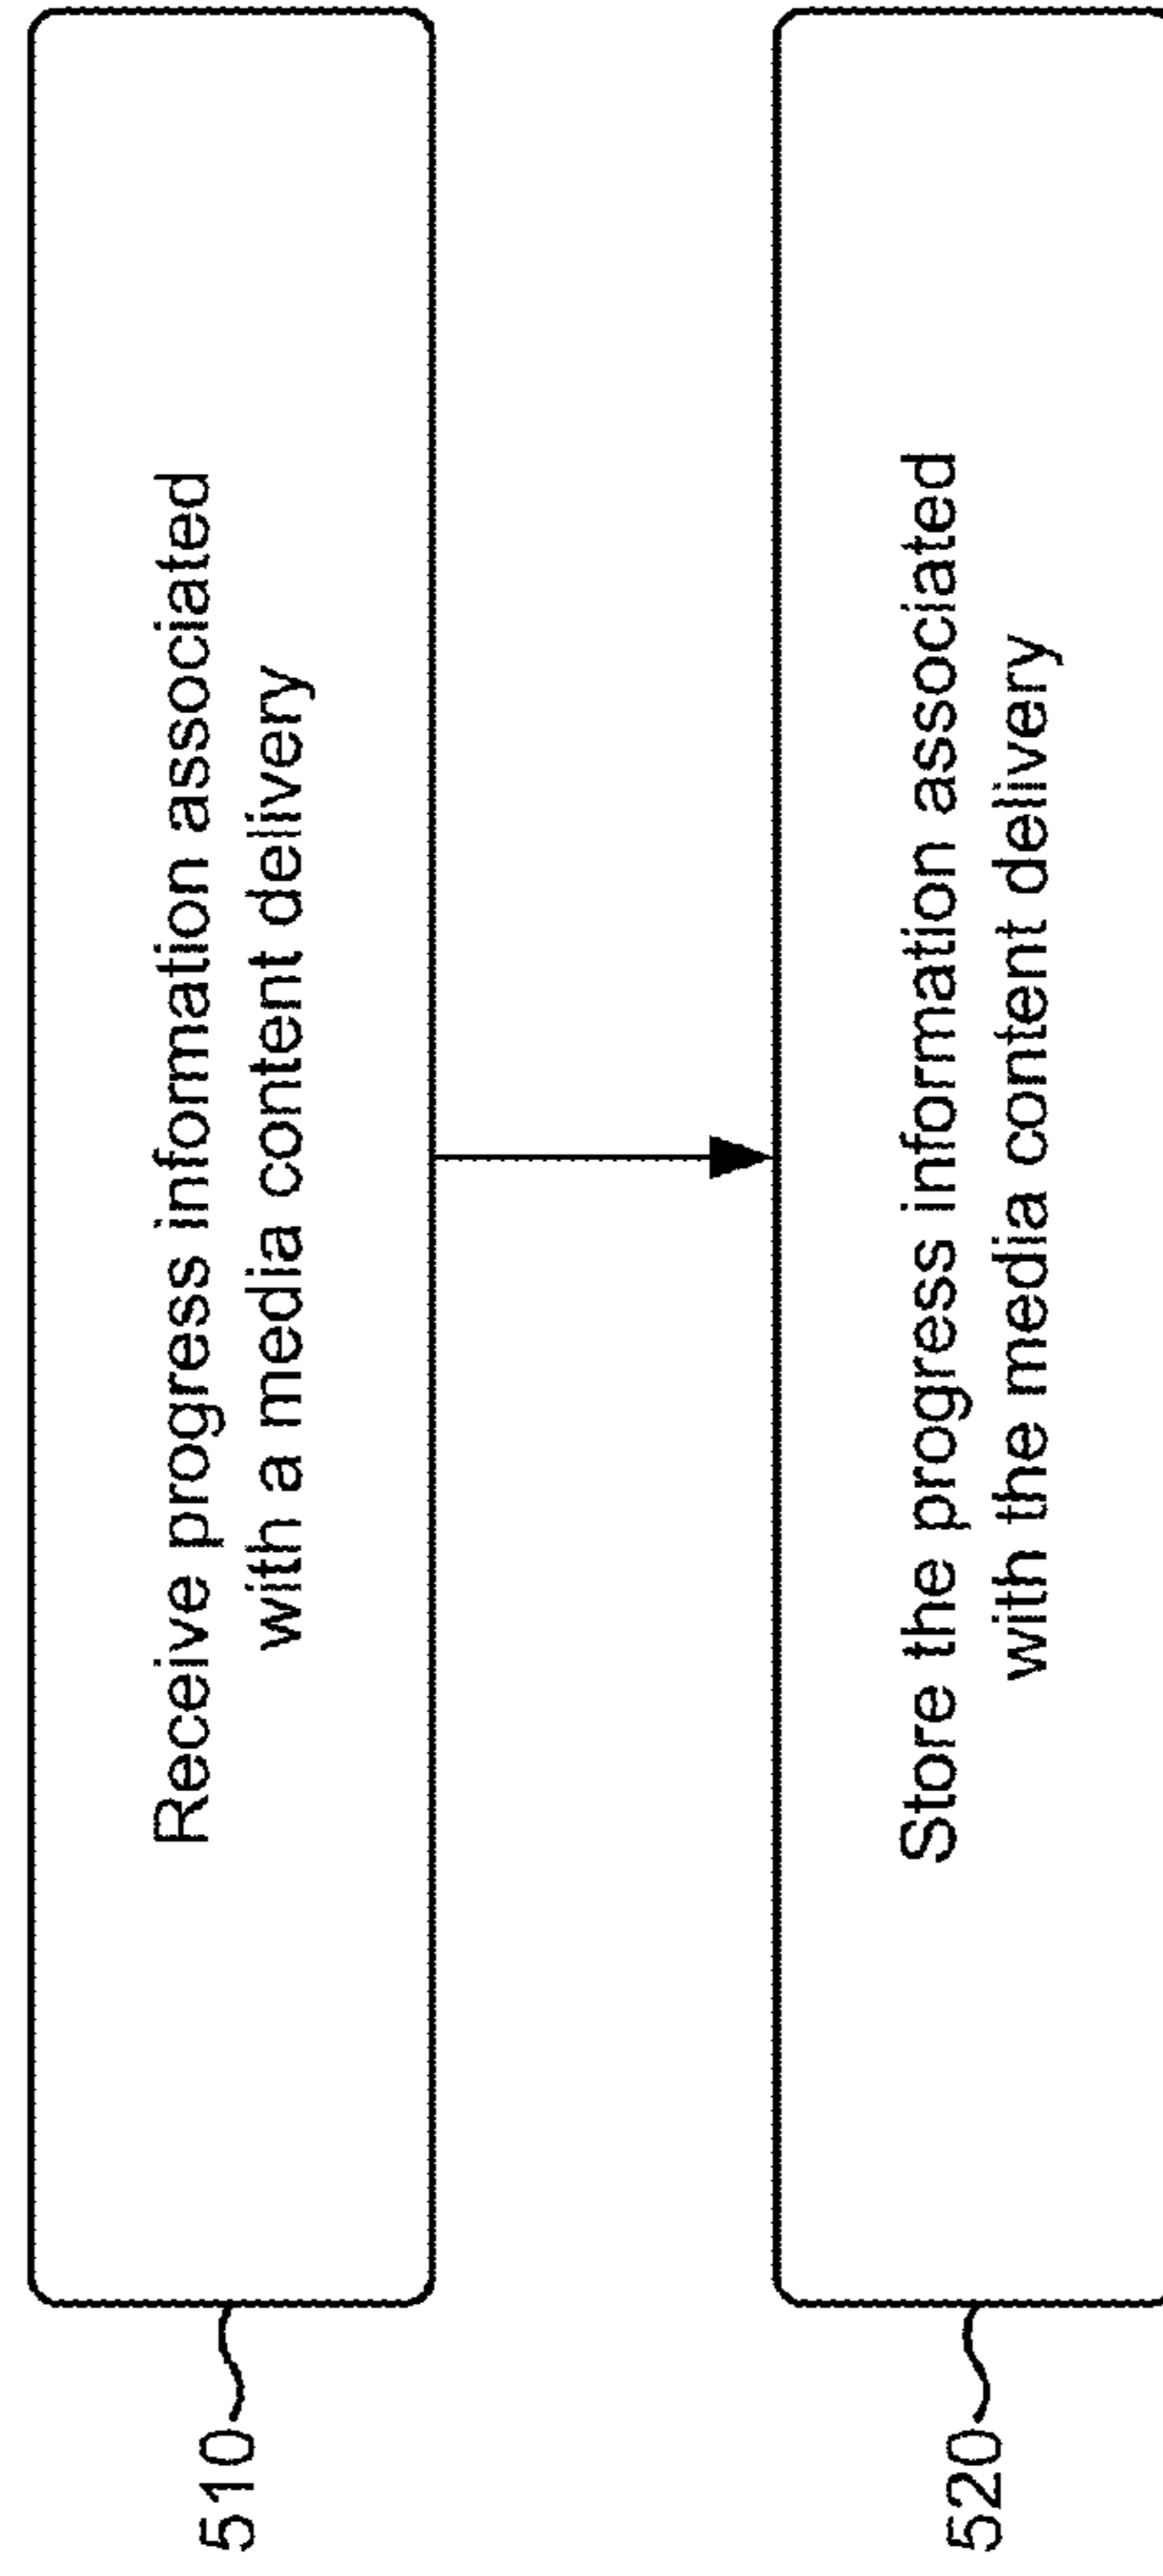 510
Receive progress information associated
with a media content delivery
520
Store the progress information associated
with the media content delivery